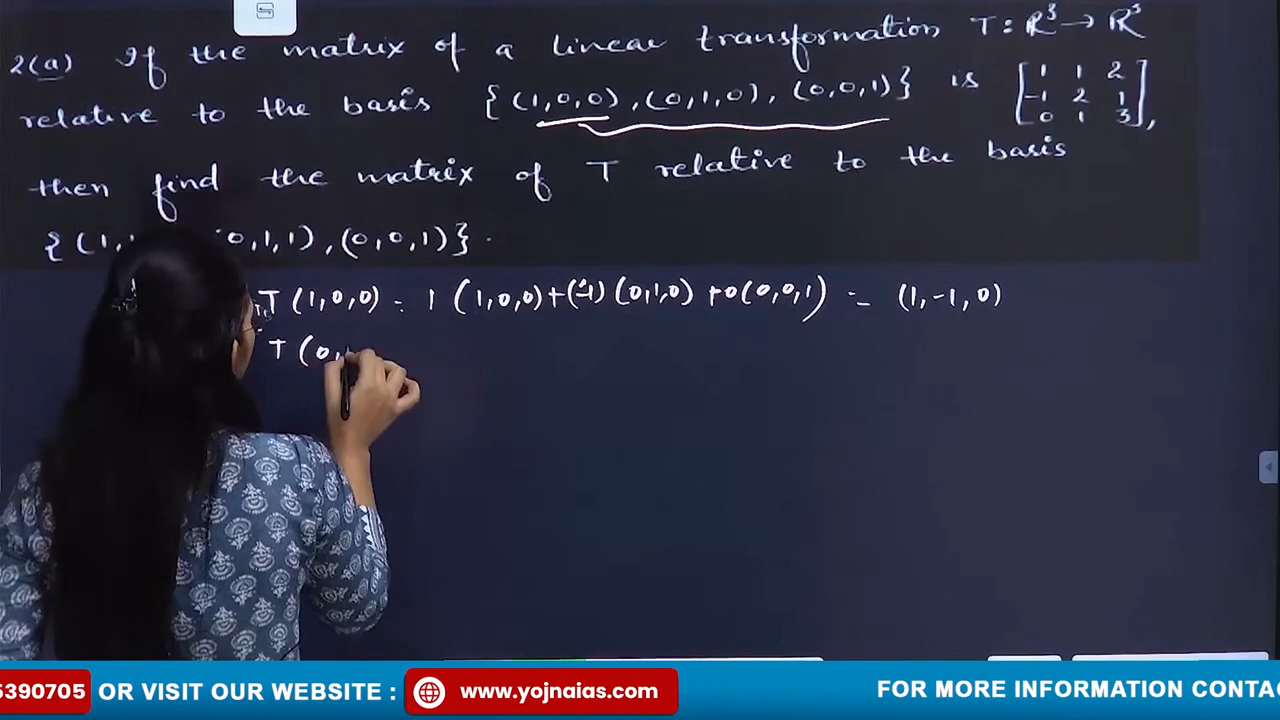 2(a) If the matrix of a linear transformation T: R³ → R³
relative to the basis {(1,0,0), (0,1,0), (0,0,1)} is [1 1 2
-1 2 1
0 1 3],
then find the matrix of T relative to the basis
{(1,1, 0,1,1), (0,0,1)}.
T(1,0,0) = 1(1,0,0)+(-1)(0,1,0)+0(0,0,1) = (1,-1,0)
T(0,
5390705 OR VISIT OUR WEBSITE : www.yojnaias.com FOR MORE INFORMATION CONTAC